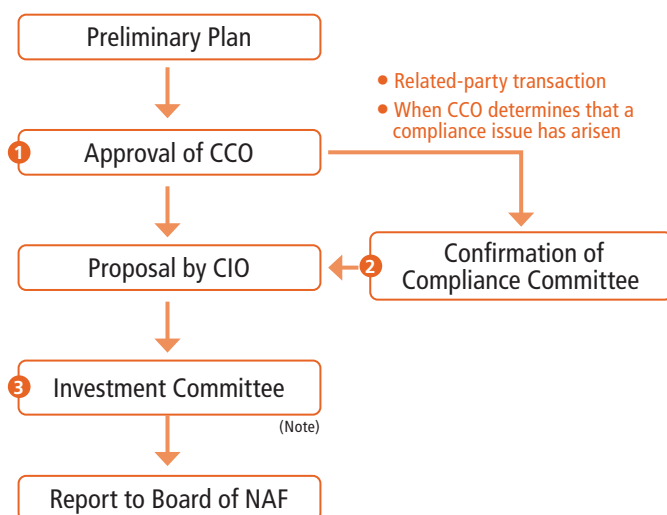 Preliminary Plan
● Related-party transaction
● When CCO determines that a
compliance issue has arisen
1 Approval of CCO
Proposal by CIO
2 Confirmation of
Compliance Committee
3 Investment Committee
(Note)
Report to Board of NAF